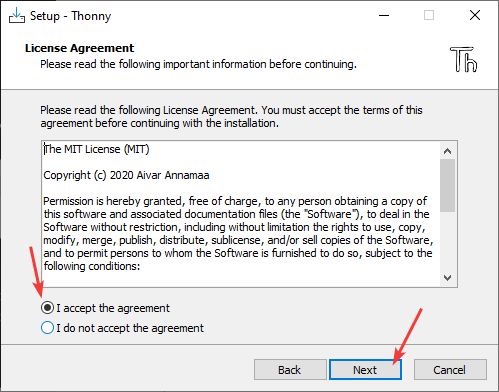 Setup - Thonny
License Agreement
Please read the following important information before continuing.
Th
Please read the following License Agreement. You must accept the terms of this
agreement before continuing with the installation.
The MIT License (MIT)
Copyright (c) 2020 Aivar Annamaa
Permission is hereby granted, free of charge, to any person obtaining a copy of
this software and associated documentation files (the "Software"), to deal in the
Software without restriction, including without limitation the rights to use, copy,
modify, merge, publish, distribute, sublicense, and/or sell copies of the Software,
and to permit persons to whom the Software is furnished to do so, subject to the
following conditions:
I accept the agreement
I do not accept the agreement
Back
Next
Cancel